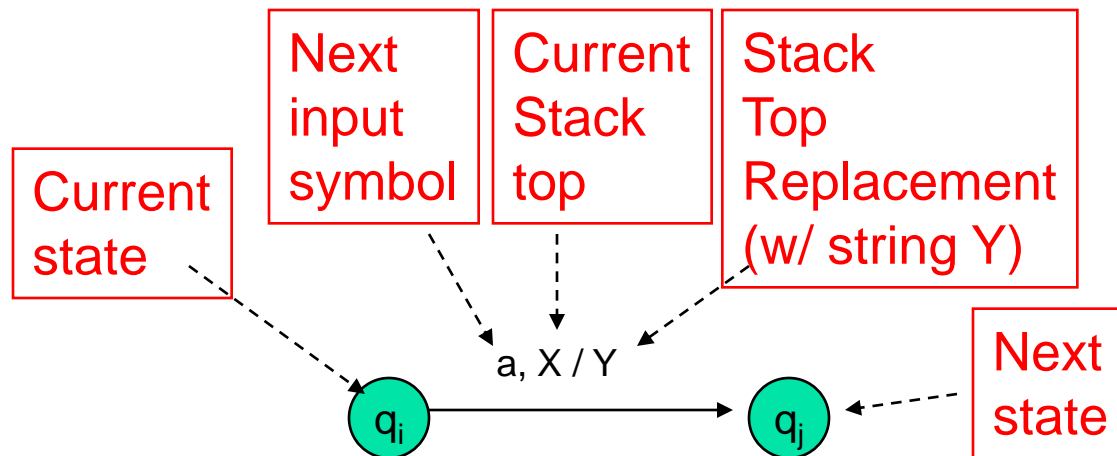 Next
input
symbol
Current
Stack
top
Stack
Top
Replacement
(w/ string Y)
Current
state
a, X / Y
Next
state
qi
qj